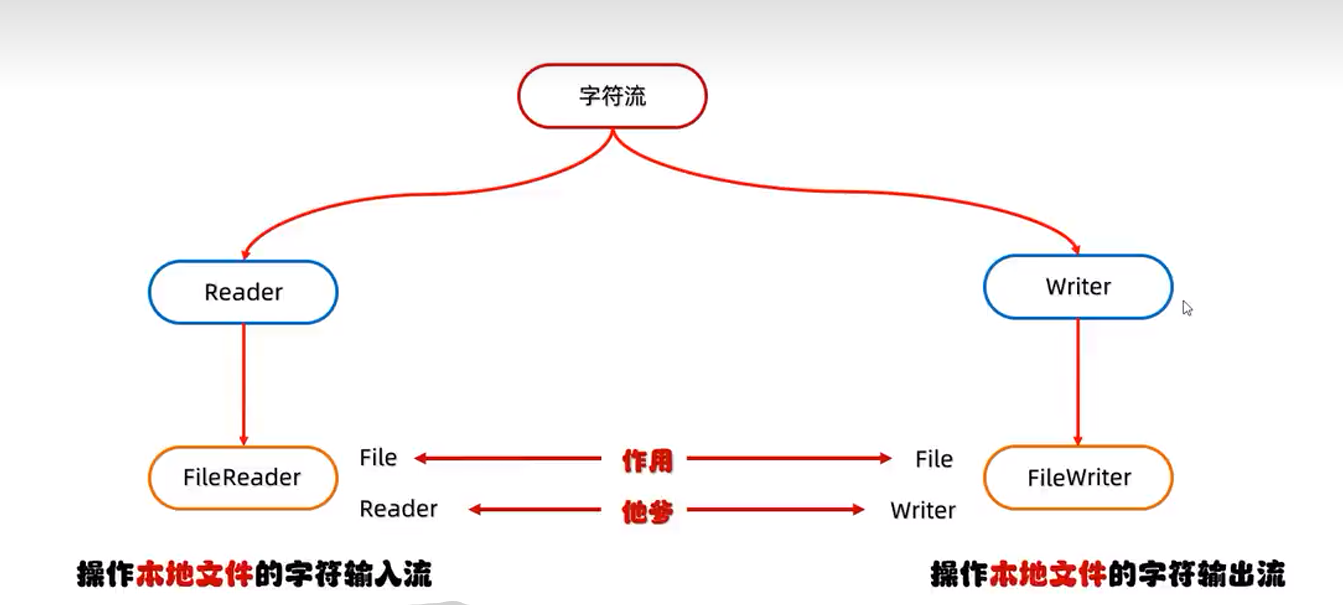 字符流
Reader
Writer
FileReader
File
作用
File
FileWriter
Reader
他爹
Writer
操作本地文件的字符输入流
操作本地文件的字符输出流